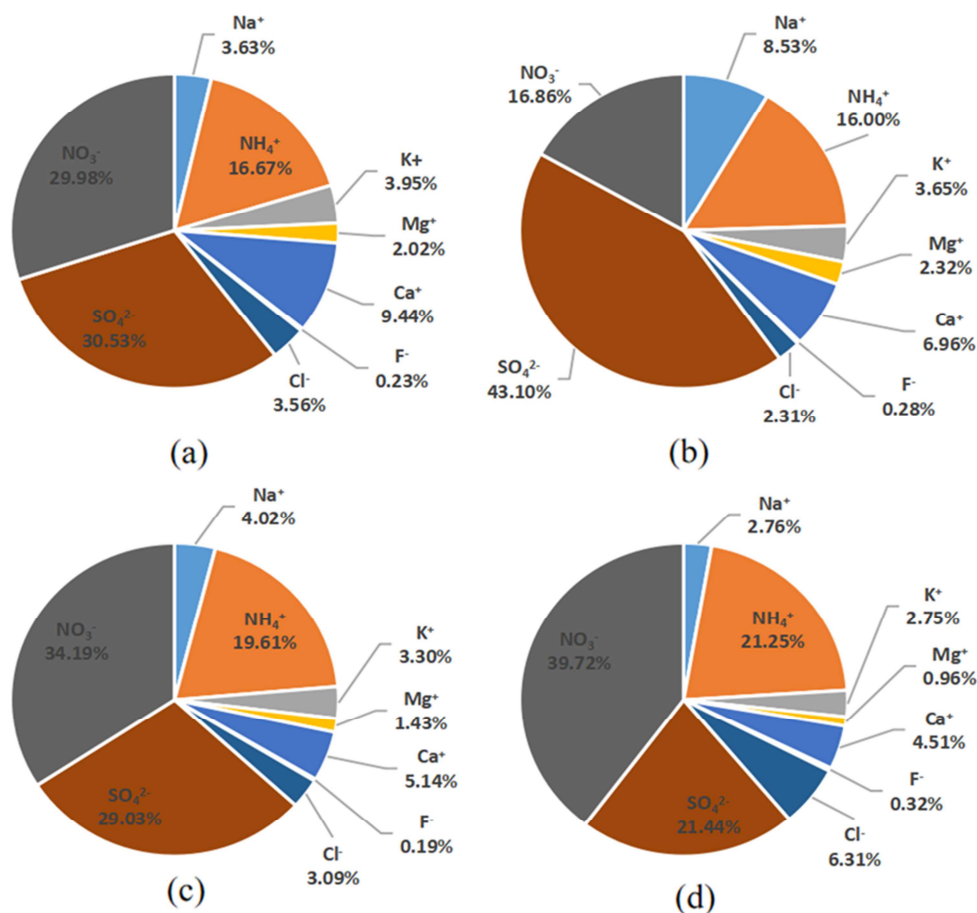 Na⁺
3.63%
NH₄⁺
16.67%
K+
3.95%
Mg⁺
2.02%
Ca⁺
9.44%
F⁻
0.23%
Cl⁻
3.56%
SO₄²⁻
30.53%
NO₃⁻
29.98%
(a)
Na⁺
8.53%
NH₄⁺
16.00%
K⁺
3.65%
Mg⁺
2.32%
Ca⁺
6.96%
F⁻
0.28%
Cl⁻
2.31%
SO₄²⁻
43.10%
NO₃⁻
16.86%
(b)
Na⁺
4.02%
NH₄⁺
19.61%
K⁺
3.30%
Mg⁺
1.43%
Ca⁺
5.14%
F⁻
0.19%
Cl⁻
3.09%
SO₄²⁻
29.03%
NO₃⁻
34.19%
(c)
Na⁺
2.76%
NH₄⁺
21.25%
K⁺
2.75%
Mg⁺
0.96%
Ca⁺
4.51%
F⁻
0.32%
Cl⁻
6.31%
SO₄²⁻
21.44%
NO₃⁻
39.72%
(d)